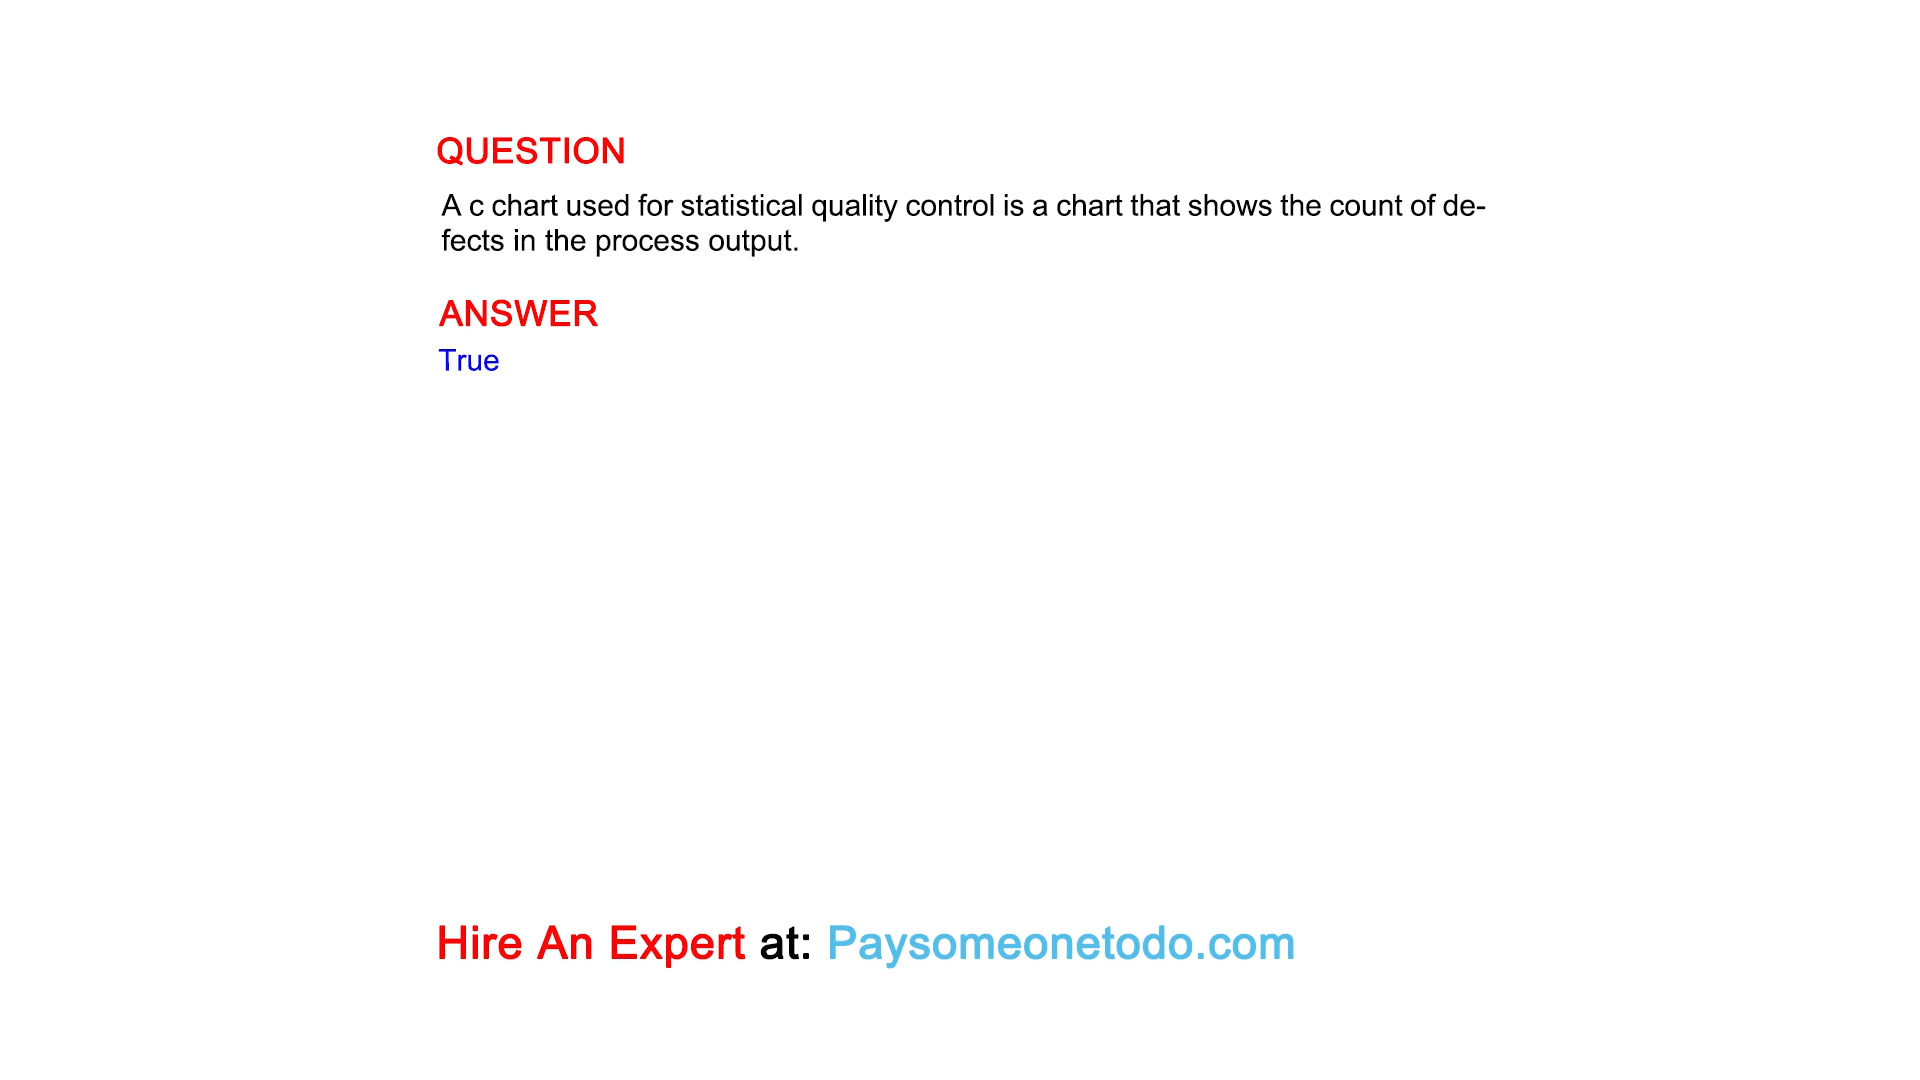 QUESTION
A c chart used for statistical quality control is a chart that shows the count of de-
fects in the process output.
ANSWER
True
Hire An Expert at: Paysomeonetodo.com